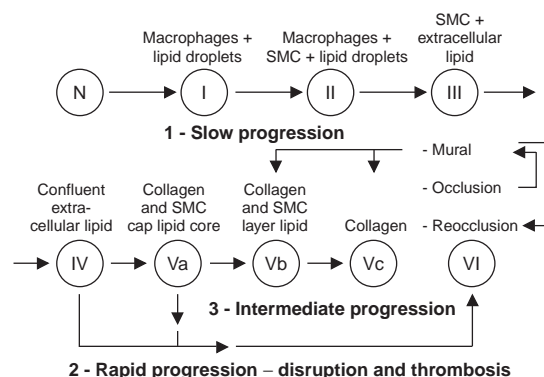 SMC +
Macrophages + Macrophages + extracellular
lipid droplets SMC + lipid droplets lipid
N I II III
1 - Slow progression
- Mural
Confluent Collagen Collagen - Occlusion
extra- and SMC and SMC
cellular lipid cap lipid core layer lipid Collagen - Reocclusion
IV Va Vb Vc VI
3 - Intermediate progression
2 - Rapid progression – disruption and thrombosis